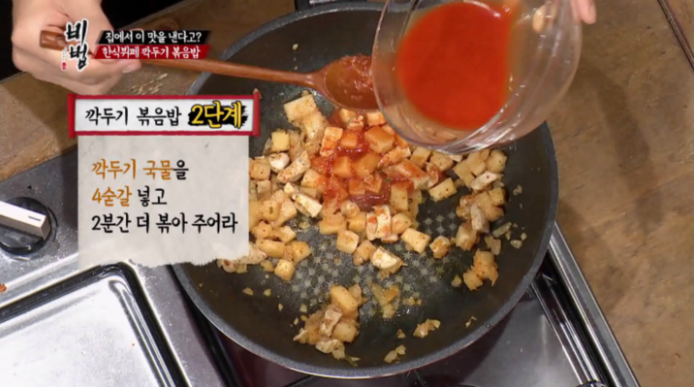 비법
집에서 이 맛을 낸다고?
한식뷔페 깍두기 볶음밥
깍두기 볶음밥 2단계
깍두기 국물을
4숟갈 넣고
2분간 더 볶아 주어라